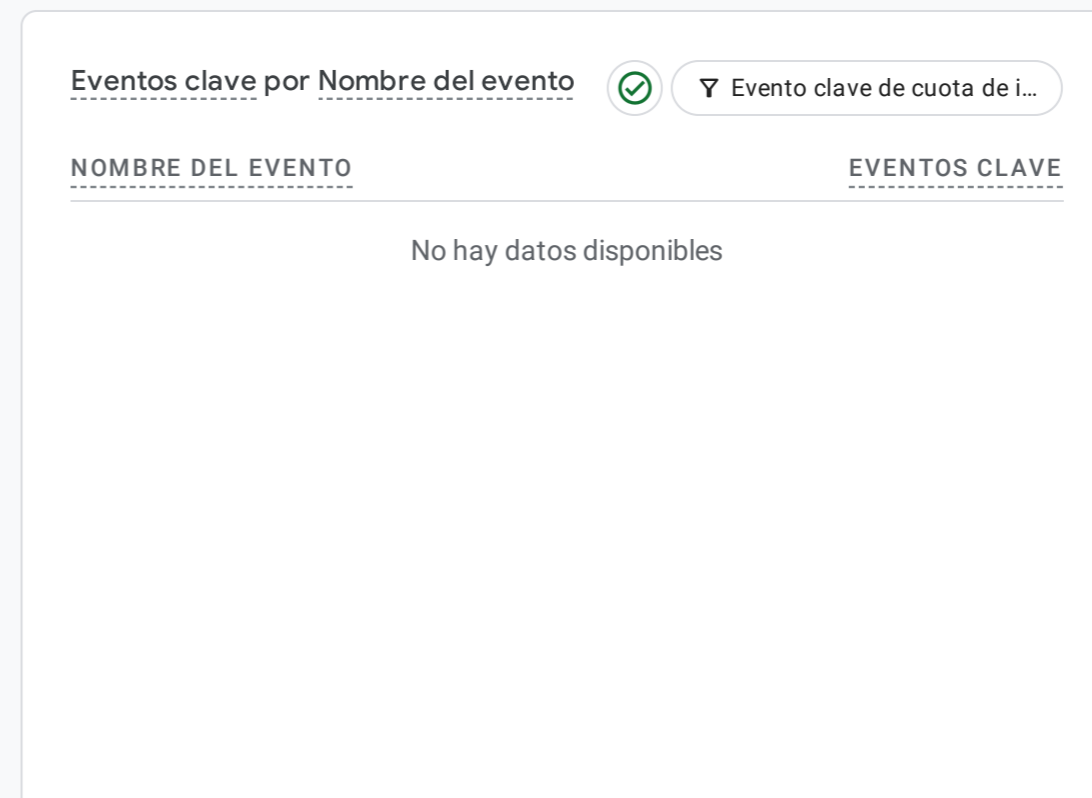 Eventos clave por Nombre del evento
Evento clave de cuota de i...
NOMBRE DEL EVENTO
EVENTOS CLAVE
No hay datos disponibles